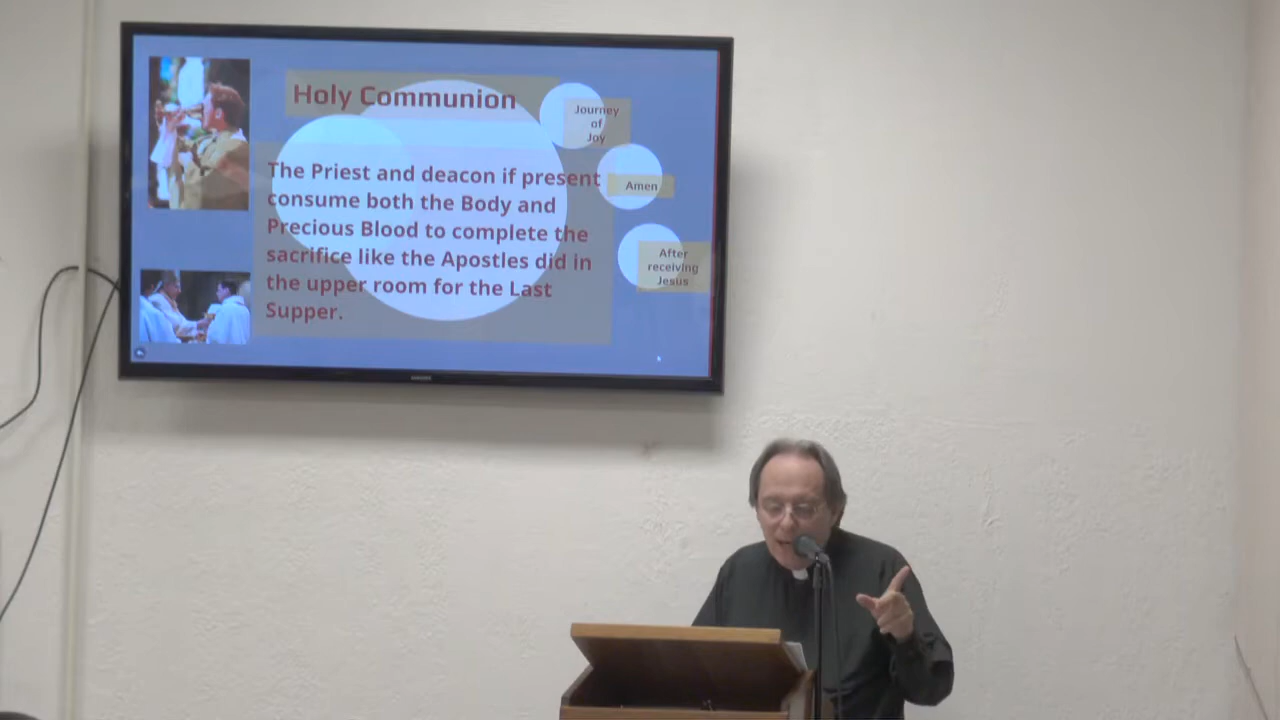 Holy Communion
The Priest and deacon if present
consume both the Body and
Precious Blood to complete the
sacrifice like the Apostles did in
the upper room for the Last
Supper.
Journey
of
Joy
Amen
After
receiving
Jesus